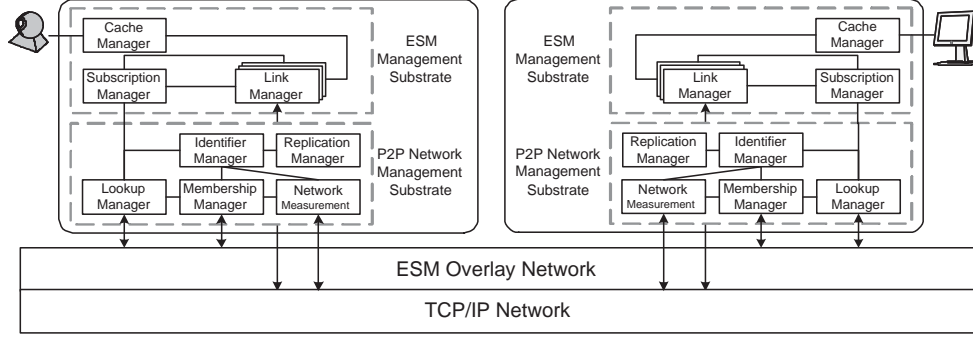 Cache
Manager
ESM
Management
Substrate
Subscription
Manager
Link
Manager
Identifier
Manager
Replication
Manager
P2P Network
Management
Substrate
Lookup
Manager
Membership
Manager
Network
Measurement
ESM
Management
Substrate
Cache
Manager
Link
Manager
Subscription
Manager
P2P Network
Management
Substrate
Replication
Manager
Identifier
Manager
Network
Measurement
Membership
Manager
Lookup
Manager
ESM Overlay Network
TCP/IP Network